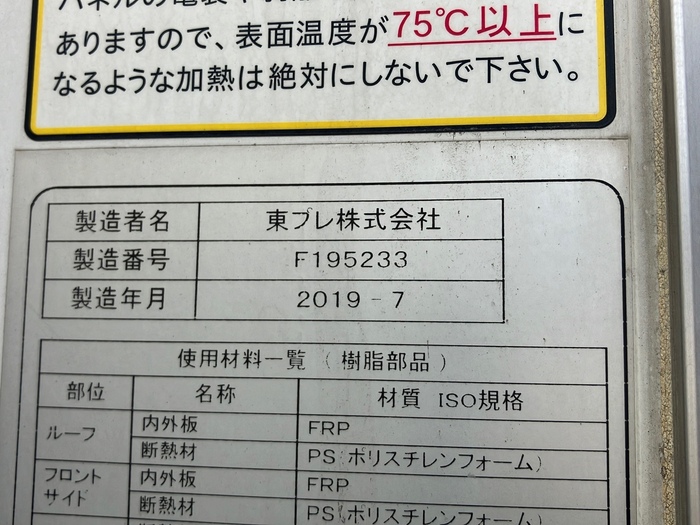 ありますので、表面温度が75℃以上に
なるような加熱は絶対にしないで下さい。
製造者名 東プレ株式会社
製造番号 F195233
製造年月 2019-7
使用材料一覧(樹脂部品)
部位 名称 材質 ISO規格
ルーフ 内外板 FRP
断熱材 PS(ポリスチレンフォーム)
フロント
サイド 内外板 FRP
断熱材 PS(ポリスチレンフォーム)